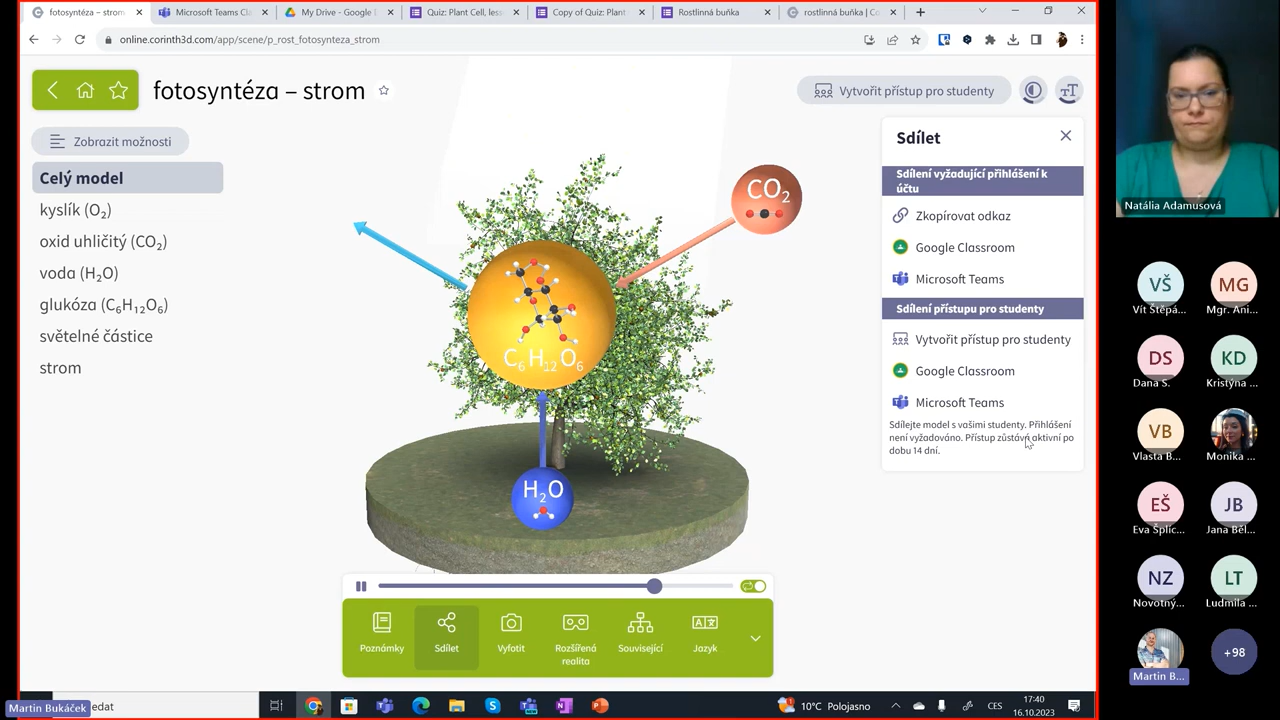 fotosyntéza – strom
Microsoft Teams Cl
My Drive - Google
Quiz: Plant Cell, less
Copy of Quiz: Plant
Rostlinná buňka
rostlinná buňka | Co
online.corinth3d.com/app/scene/p_rost_fotosynteza_strom
fotosyntéza – strom
Vytvořit přístup pro studenty
Zobrazit možnosti
Celý model
kyslík (O₂)
oxid uhličitý (CO₂)
voda (H₂O)
glukóza (C₆H₁₂O₆)
světelné částice
strom
CO₂
C₆H₁₂O₆
H₂O
Sdílet
Sdílení vyžadující přihlášení k
účtu
Zkopírovat odkaz
Google Classroom
Microsoft Teams
Sdílení přístupu pro studenty
Vytvořit přístup pro studenty
Google Classroom
Microsoft Teams
Sdílejte model s vašimi studenty. Přihlášení
není vyžadováno. Přístup zůstává aktivní po
dobu 14 dní.
Poznámky
Sdílet
Vyfotit
Rozšířená
realita
Související
Jazyk
Martin Bukáček
edat
10°C Polojasno
CES
17:40
16.10.2023
Natália Adamusová
VŠ
Vít Štěpá...
MG
Mgr. Ani...
DS
Dana S.
KD
Kristýna ...
VB
Vlasta B...
Monika ...
EŠ
Eva Šplíc...
JB
Jana Běl...
NZ
Novotný...
LT
Ludmila ...
Martin B...
+98